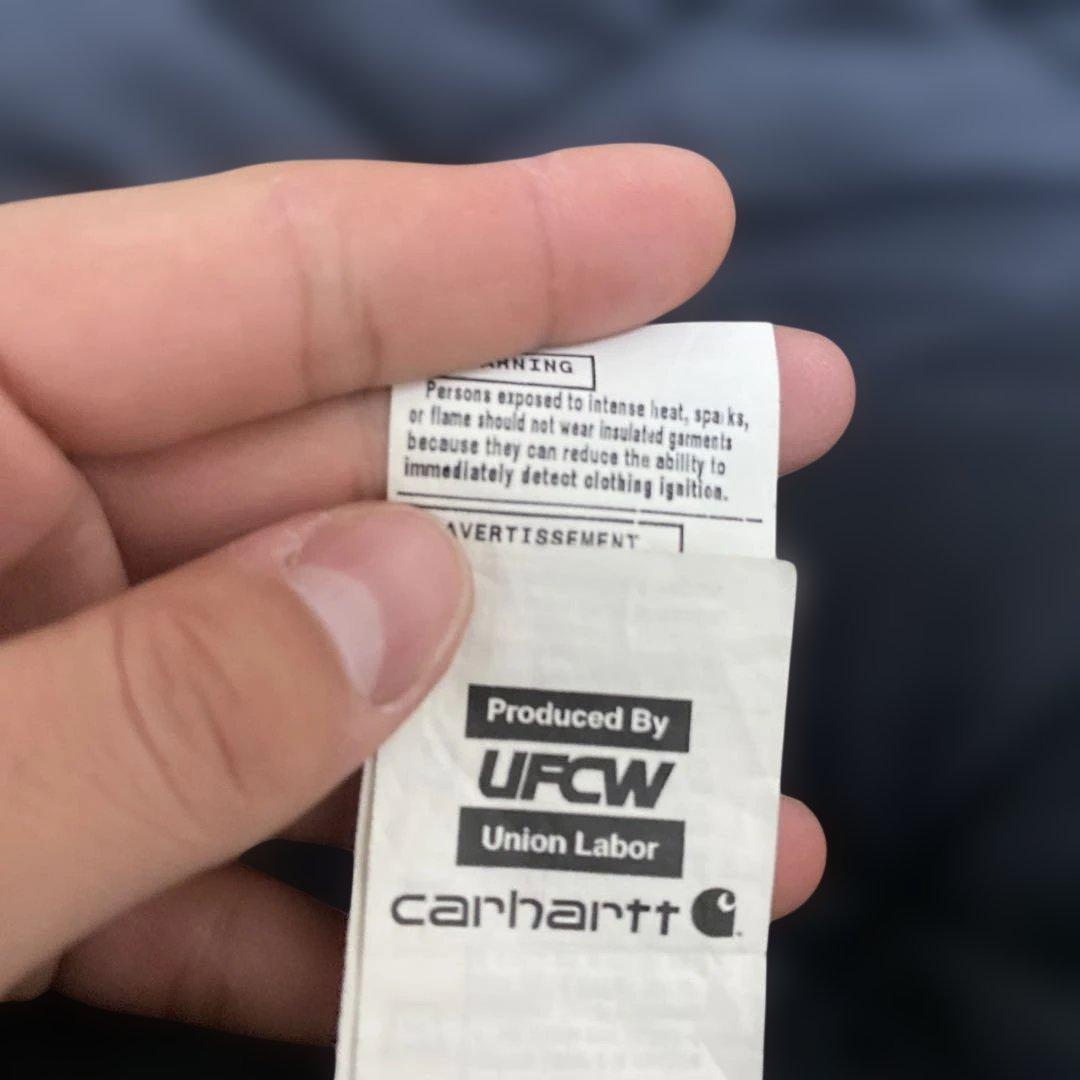 ARNING
Persons exposed to intense heat, sparks,
or flame should not wear insulated garments
because they can reduce the ability to
immediately detect clothing ignition.
AVERTISSEMENT
Produced By
UFCW
Union Labor
carhartt